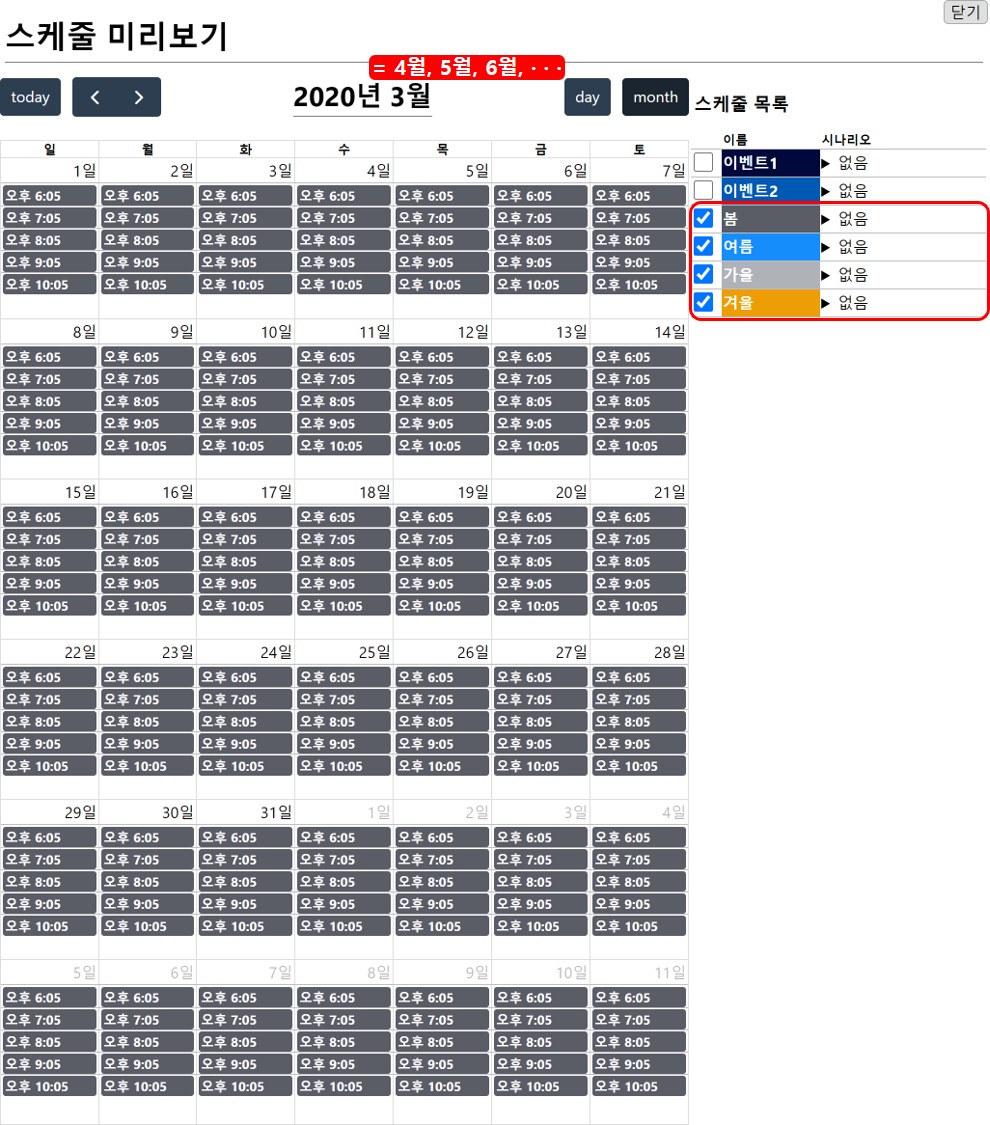 닫기
스케줄 미리보기
= 4월, 5월, 6월, · · ·
today 2020년 3월 day month
스케줄 목록
이름 시나리오
이벤트1 ▶ 없음
이벤트2 ▶ 없음
봄 ▶ 없음
여름 ▶ 없음
가을 ▶ 없음
겨울 ▶ 없음
일 월 화 수 목 금 토
1일 2일 3일 4일 5일 6일 7일
오후 6:05 오후 6:05 오후 6:05 오후 6:05 오후 6:05 오후 6:05 오후 6:05
오후 7:05 오후 7:05 오후 7:05 오후 7:05 오후 7:05 오후 7:05 오후 7:05
오후 8:05 오후 8:05 오후 8:05 오후 8:05 오후 8:05 오후 8:05 오후 8:05
오후 9:05 오후 9:05 오후 9:05 오후 9:05 오후 9:05 오후 9:05 오후 9:05
오후 10:05 오후 10:05 오후 10:05 오후 10:05 오후 10:05 오후 10:05 오후 10:05
8일 9일 10일 11일 12일 13일 14일
오후 6:05 오후 6:05 오후 6:05 오후 6:05 오후 6:05 오후 6:05 오후 6:05
오후 7:05 오후 7:05 오후 7:05 오후 7:05 오후 7:05 오후 7:05 오후 7:05
오후 8:05 오후 8:05 오후 8:05 오후 8:05 오후 8:05 오후 8:05 오후 8:05
오후 9:05 오후 9:05 오후 9:05 오후 9:05 오후 9:05 오후 9:05 오후 9:05
오후 10:05 오후 10:05 오후 10:05 오후 10:05 오후 10:05 오후 10:05 오후 10:05
15일 16일 17일 18일 19일 20일 21일
오후 6:05 오후 6:05 오후 6:05 오후 6:05 오후 6:05 오후 6:05 오후 6:05
오후 7:05 오후 7:05 오후 7:05 오후 7:05 오후 7:05 오후 7:05 오후 7:05
오후 8:05 오후 8:05 오후 8:05 오후 8:05 오후 8:05 오후 8:05 오후 8:05
오후 9:05 오후 9:05 오후 9:05 오후 9:05 오후 9:05 오후 9:05 오후 9:05
오후 10:05 오후 10:05 오후 10:05 오후 10:05 오후 10:05 오후 10:05 오후 10:05
22일 23일 24일 25일 26일 27일 28일
오후 6:05 오후 6:05 오후 6:05 오후 6:05 오후 6:05 오후 6:05 오후 6:05
오후 7:05 오후 7:05 오후 7:05 오후 7:05 오후 7:05 오후 7:05 오후 7:05
오후 8:05 오후 8:05 오후 8:05 오후 8:05 오후 8:05 오후 8:05 오후 8:05
오후 9:05 오후 9:05 오후 9:05 오후 9:05 오후 9:05 오후 9:05 오후 9:05
오후 10:05 오후 10:05 오후 10:05 오후 10:05 오후 10:05 오후 10:05 오후 10:05
29일 30일 31일 1일 2일 3일 4일
오후 6:05 오후 6:05 오후 6:05 오후 6:05 오후 6:05 오후 6:05 오후 6:05
오후 7:05 오후 7:05 오후 7:05 오후 7:05 오후 7:05 오후 7:05 오후 7:05
오후 8:05 오후 8:05 오후 8:05 오후 8:05 오후 8:05 오후 8:05 오후 8:05
오후 9:05 오후 9:05 오후 9:05 오후 9:05 오후 9:05 오후 9:05 오후 9:05
오후 10:05 오후 10:05 오후 10:05 오후 10:05 오후 10:05 오후 10:05 오후 10:05
5일 6일 7일 8일 9일 10일 11일
오후 6:05 오후 6:05 오후 6:05 오후 6:05 오후 6:05 오후 6:05 오후 6:05
오후 7:05 오후 7:05 오후 7:05 오후 7:05 오후 7:05 오후 7:05 오후 7:05
오후 8:05 오후 8:05 오후 8:05 오후 8:05 오후 8:05 오후 8:05 오후 8:05
오후 9:05 오후 9:05 오후 9:05 오후 9:05 오후 9:05 오후 9:05 오후 9:05
오후 10:05 오후 10:05 오후 10:05 오후 10:05 오후 10:05 오후 10:05 오후 10:05